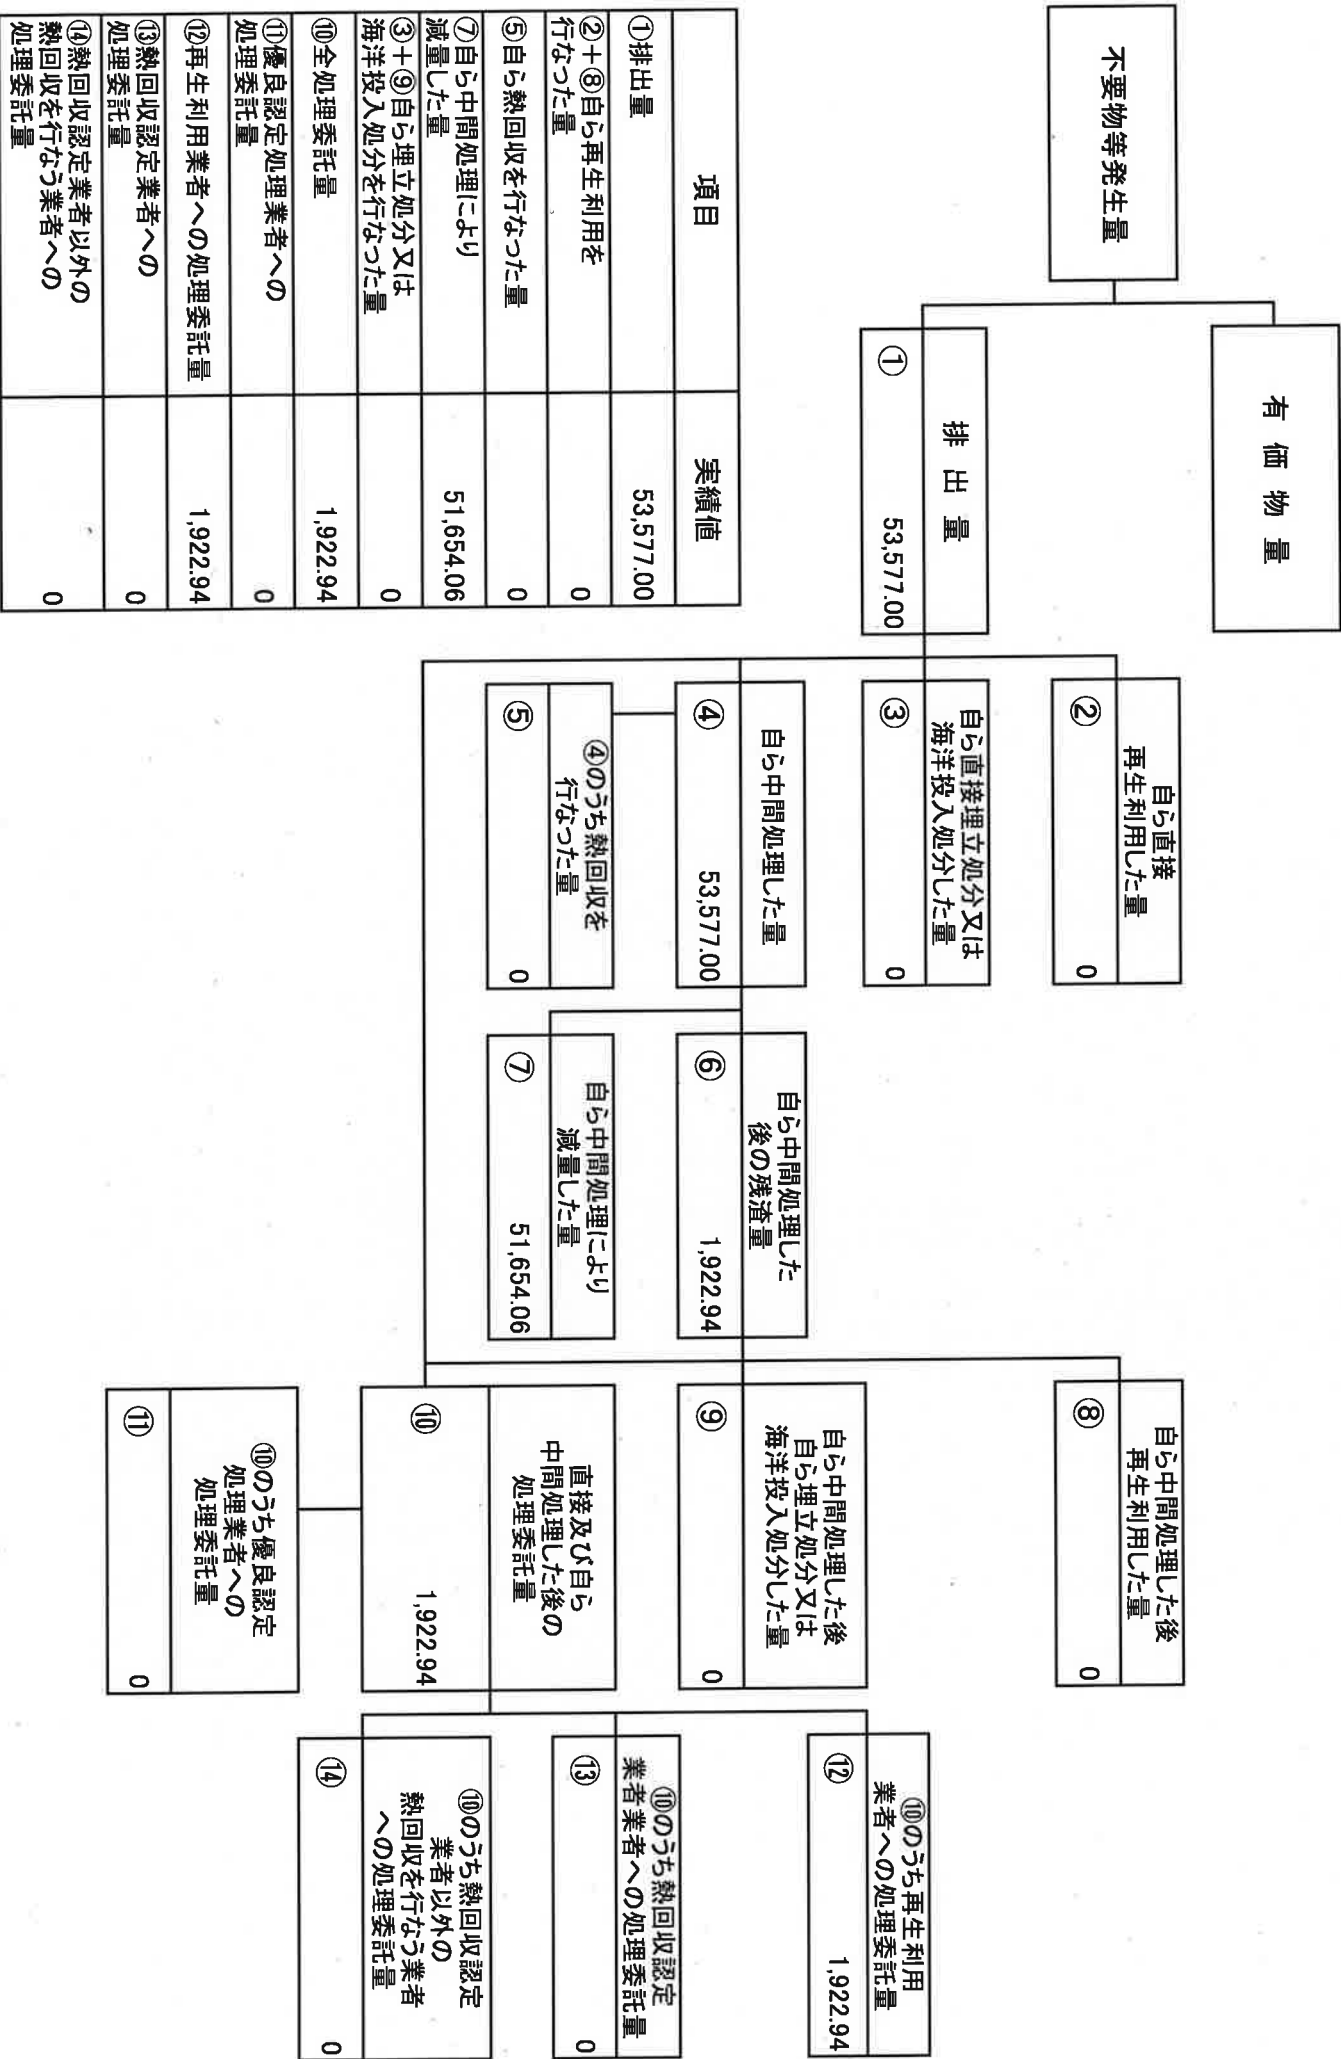 不要物等発生量
有価物量
排出量
① 53,577.00
自ら直接
再生利用した量
② 0
自ら直接埋立処分又は
海洋投入処分した量
③ 0
自ら中間処理した量
④ 53,577.00
④のうち熱回収を
行なった量
⑤ 0
自ら中間処理した
後の残渣量
⑥ 1,922.94
自ら中間処理により
減量した量
⑦ 51,654.06
自ら中間処理した後
再生利用した量
⑧ 0
自ら中間処理した後
自ら埋立処分又は
海洋投入処分した量
⑨ 0
直接及び自ら
中間処理した後の
処理委託量
⑩ 1,922.94
⑩のうち優良認定
処理業者への
処理委託量
⑪ 0
⑩のうち再生利用
業者への処理委託量
⑫ 1,922.94
⑩のうち熱回収認定
業者業者への処理委託量
⑬ 0
⑩のうち熱回収認定
業者以外の
熱回収を行なう業者
への処理委託量
⑭ 0
項目 実績値
①排出量 53,577.00
②＋⑧自ら再生利用を
行なった量 0
⑤自ら熱回収を行なった量 0
⑦自ら中間処理により
減量した量 51,654.06
③＋⑨自ら埋立処分又は
海洋投入処分を行なった量 0
⑩全処理委託量 1,922.94
⑪優良認定処理業者への
処理委託量 0
⑫再生利用業者への処理委託量 1,922.94
⑬熱回収認定業者への
処理委託量 0
⑭熱回収認定業者以外の
熱回収を行なう業者への
処理委託量 0